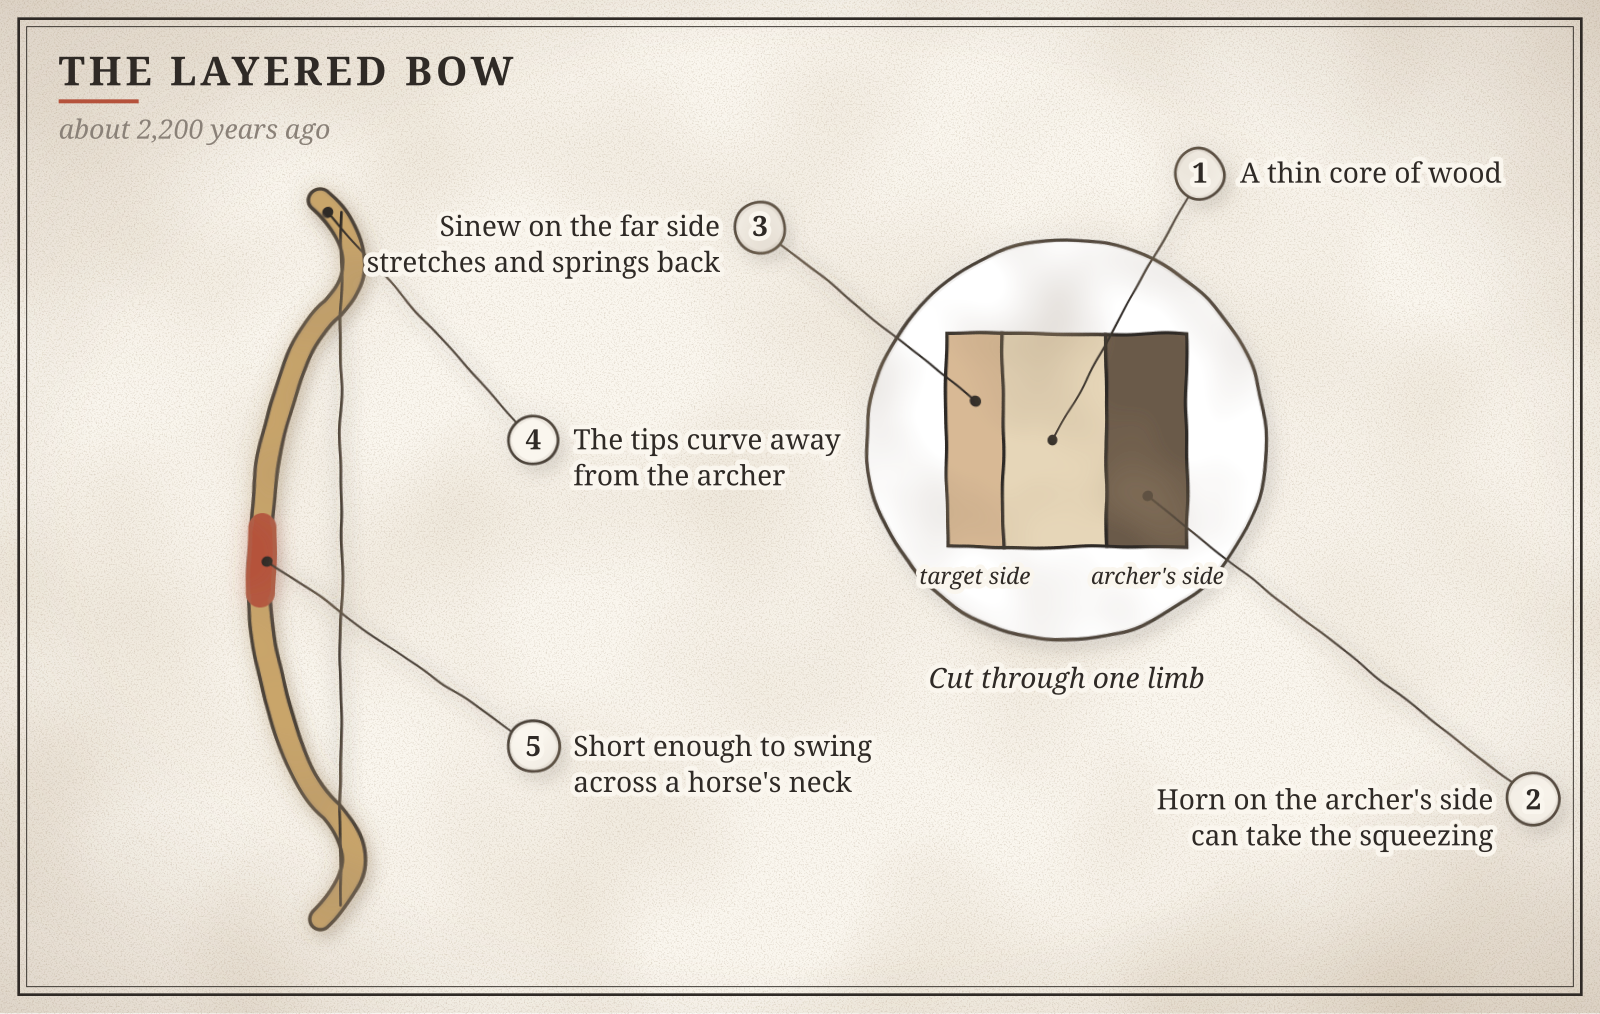 THE LAYERED BOW
about 2,200 years ago
1
A thin core of wood
Sinew on the far side
stretches and springs back
3
4
The tips curve away
from the archer
target side
archer's side
Cut through one limb
5
Short enough to swing
across a horse's neck
Horn on the archer's side
can take the squeezing
2